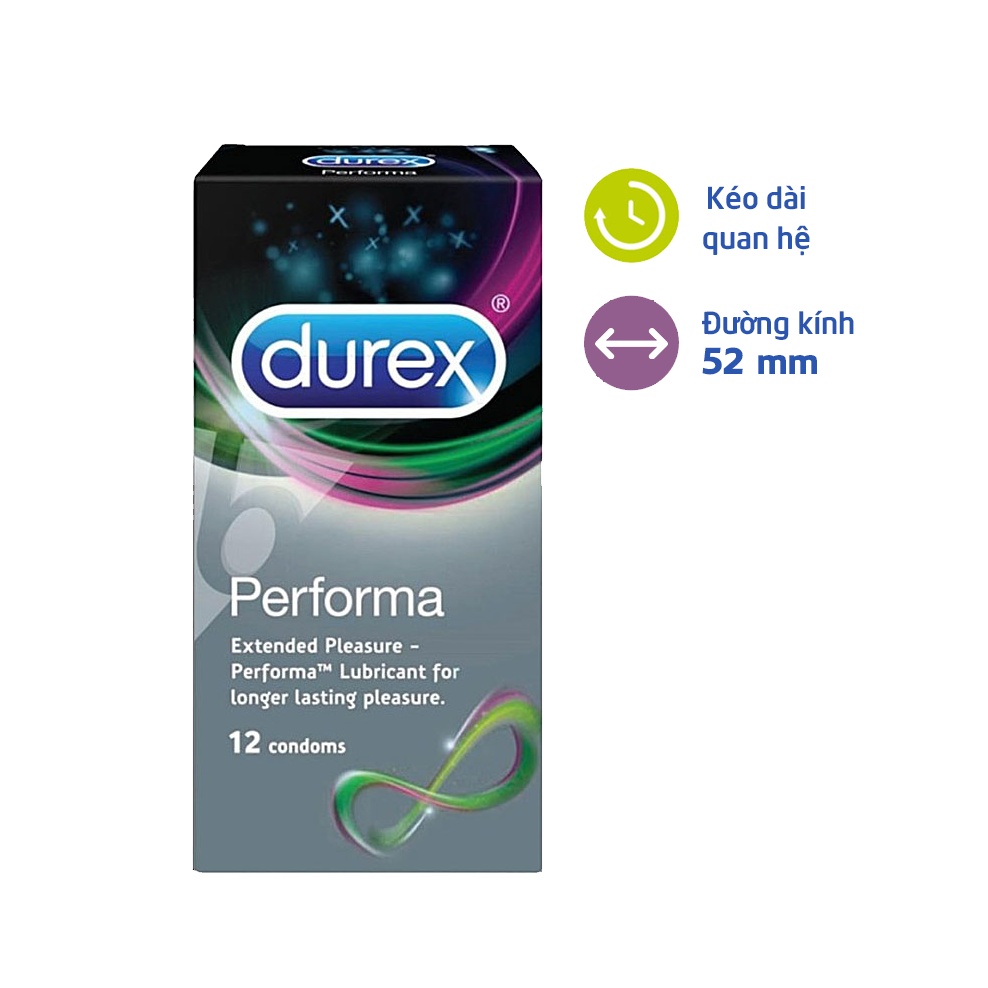 durex®
Performa
durex®
Performa
Extended Pleasure –
Performa™ Lubricant for
longer lasting pleasure.
12 condoms
Kéo dài
quan hệ
Đường kính
52 mm